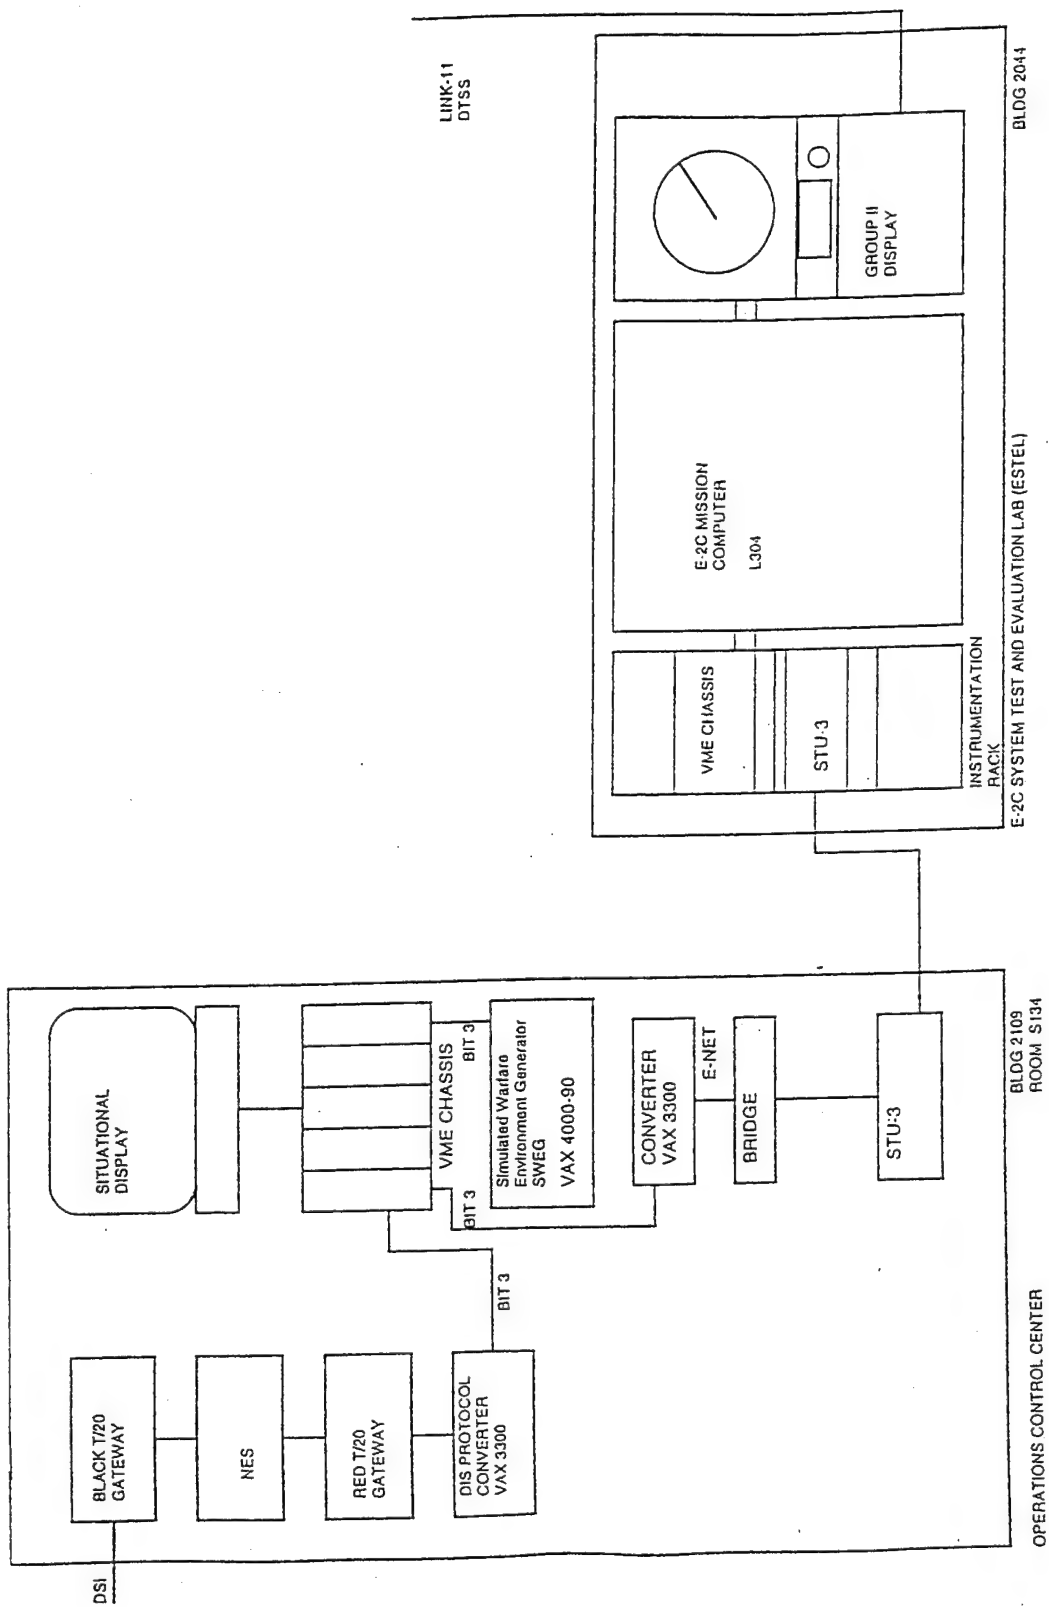 DSI
BLACK T/20
GATEWAY
NES
RED T/20
GATEWAY
DIS PROTOCOL
CONVERTER
VAX 3300
BIT 3
SITUATIONAL
DISPLAY
VME CHASSIS
BIT 3
BIT 3
Simulated Warfare
Environment Generator
SWEG
VAX 4000-90
CONVERTER
VAX 3300
E-NET
BRIDGE
STU-3
OPERATIONS CONTROL CENTER
BLDG 2109
ROOM S134
LINK-11
DTSS
VME CHASSIS
STU-3
INSTRUMENTATION
RACK
E-2C MISSION
COMPUTER
L304
GROUP II
DISPLAY
E-2C SYSTEM TEST AND EVALUATION LAB (ESTEL)
BLDG 2044